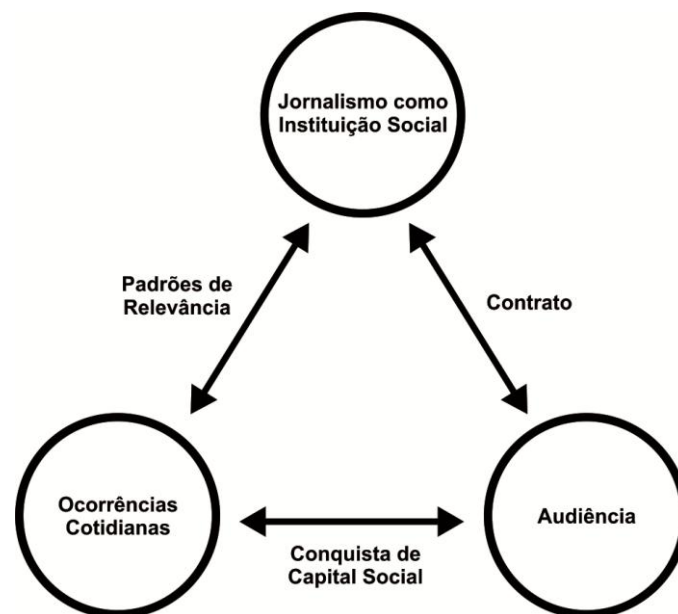 Jornalismo como
Instituição Social
Padrões de
Relevância
Contrato
Ocorrências
Cotidianas
Audiência
Conquista de
Capital Social